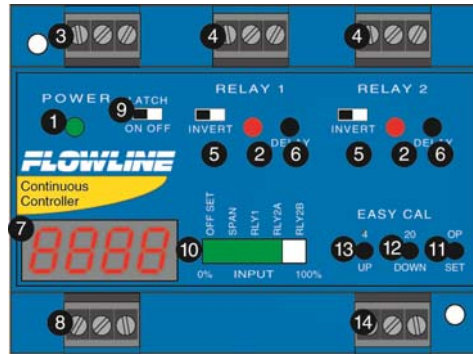 3
4
4
RELAY 1
RELAY 2
POWER
9
LATCH
1
ON OFF
INVERT
DELAY
INVERT
DELAY
5
2
6
5
2
6
FLOWLINE
Continuous
Controller
7
8888
OFF SET
SPAN
RLY1
RLY2A
RLY2B
10
0%
INPUT
100%
EASY CAL
4
20
OP
13
12
11
UP
DOWN
SET
8
14